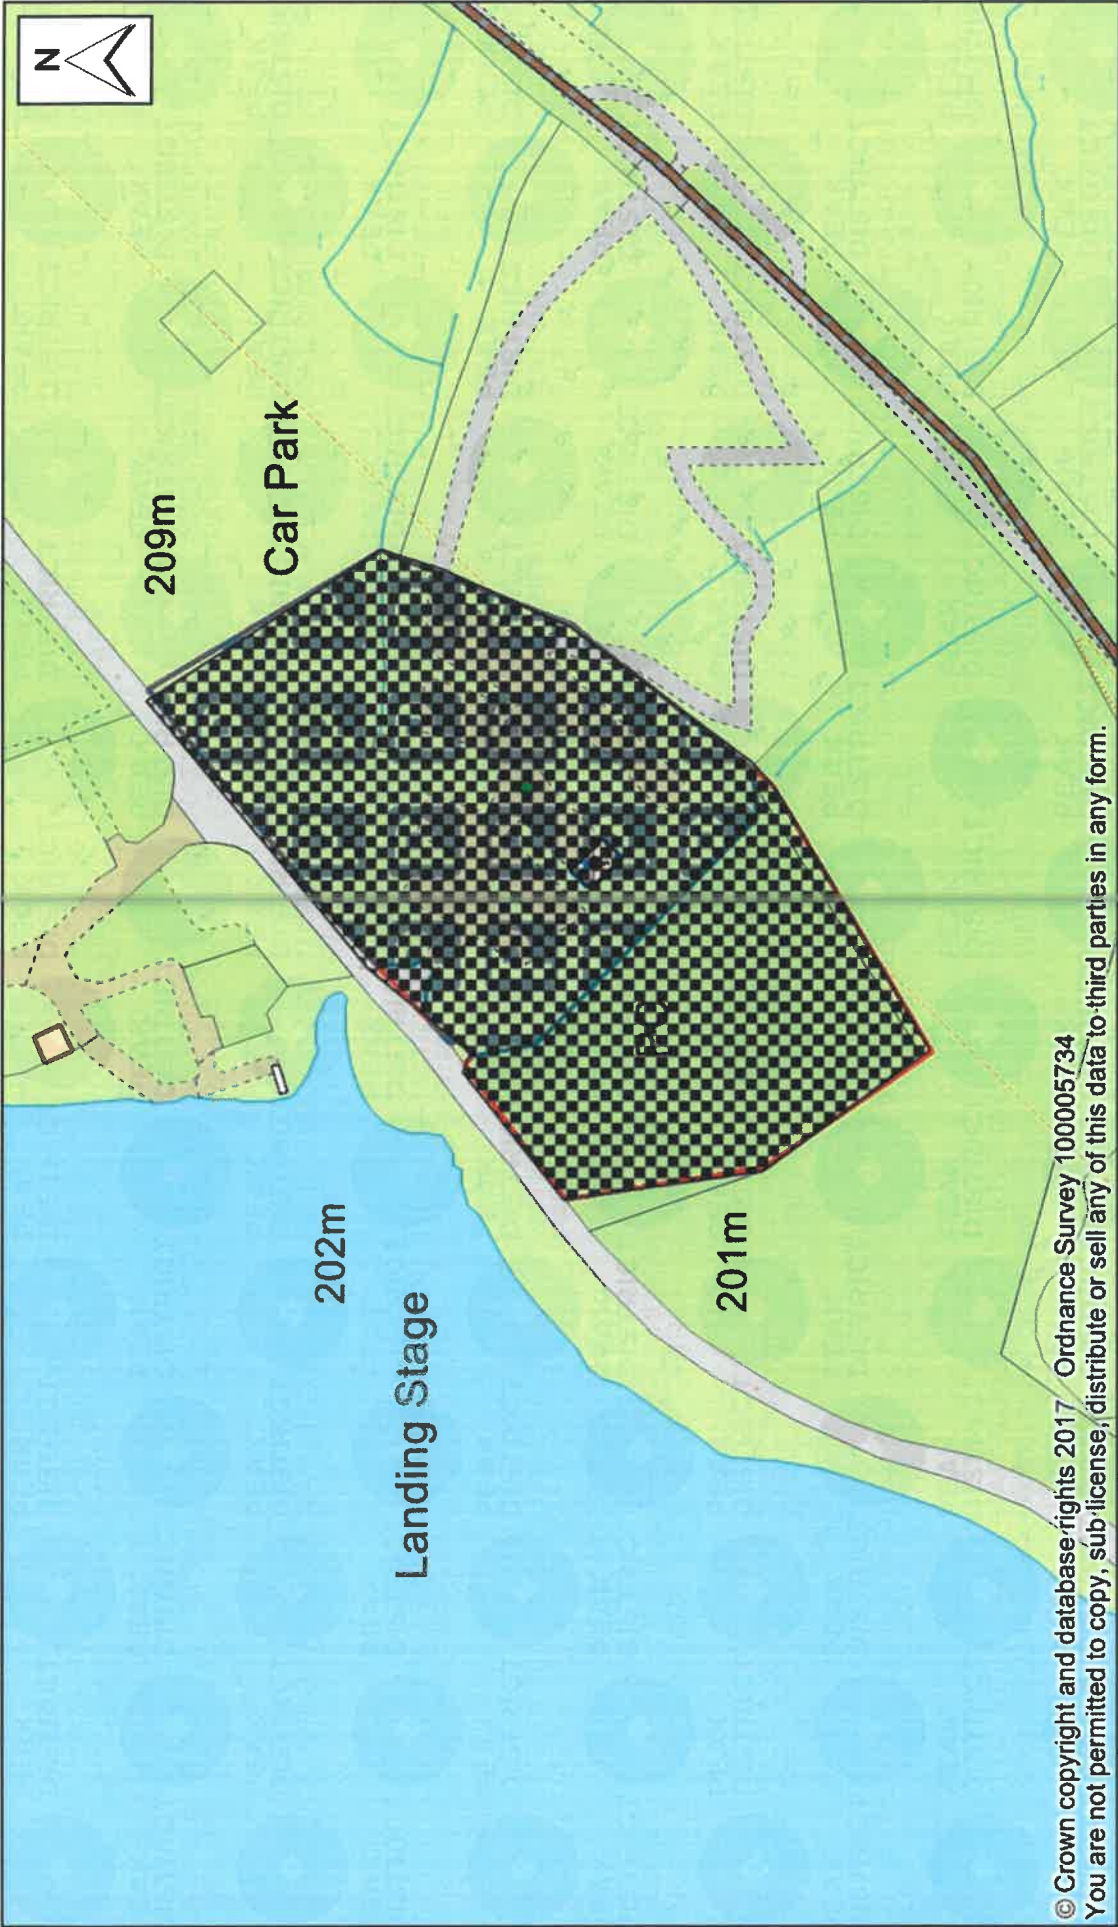 N
209m
Car Park
202m
Landing Stage
201m
© Crown copyright and database rights 2017 Ordnance Survey 100005734
You are not permitted to copy, sub-license, distribute or sell any of this data to third parties in any form.